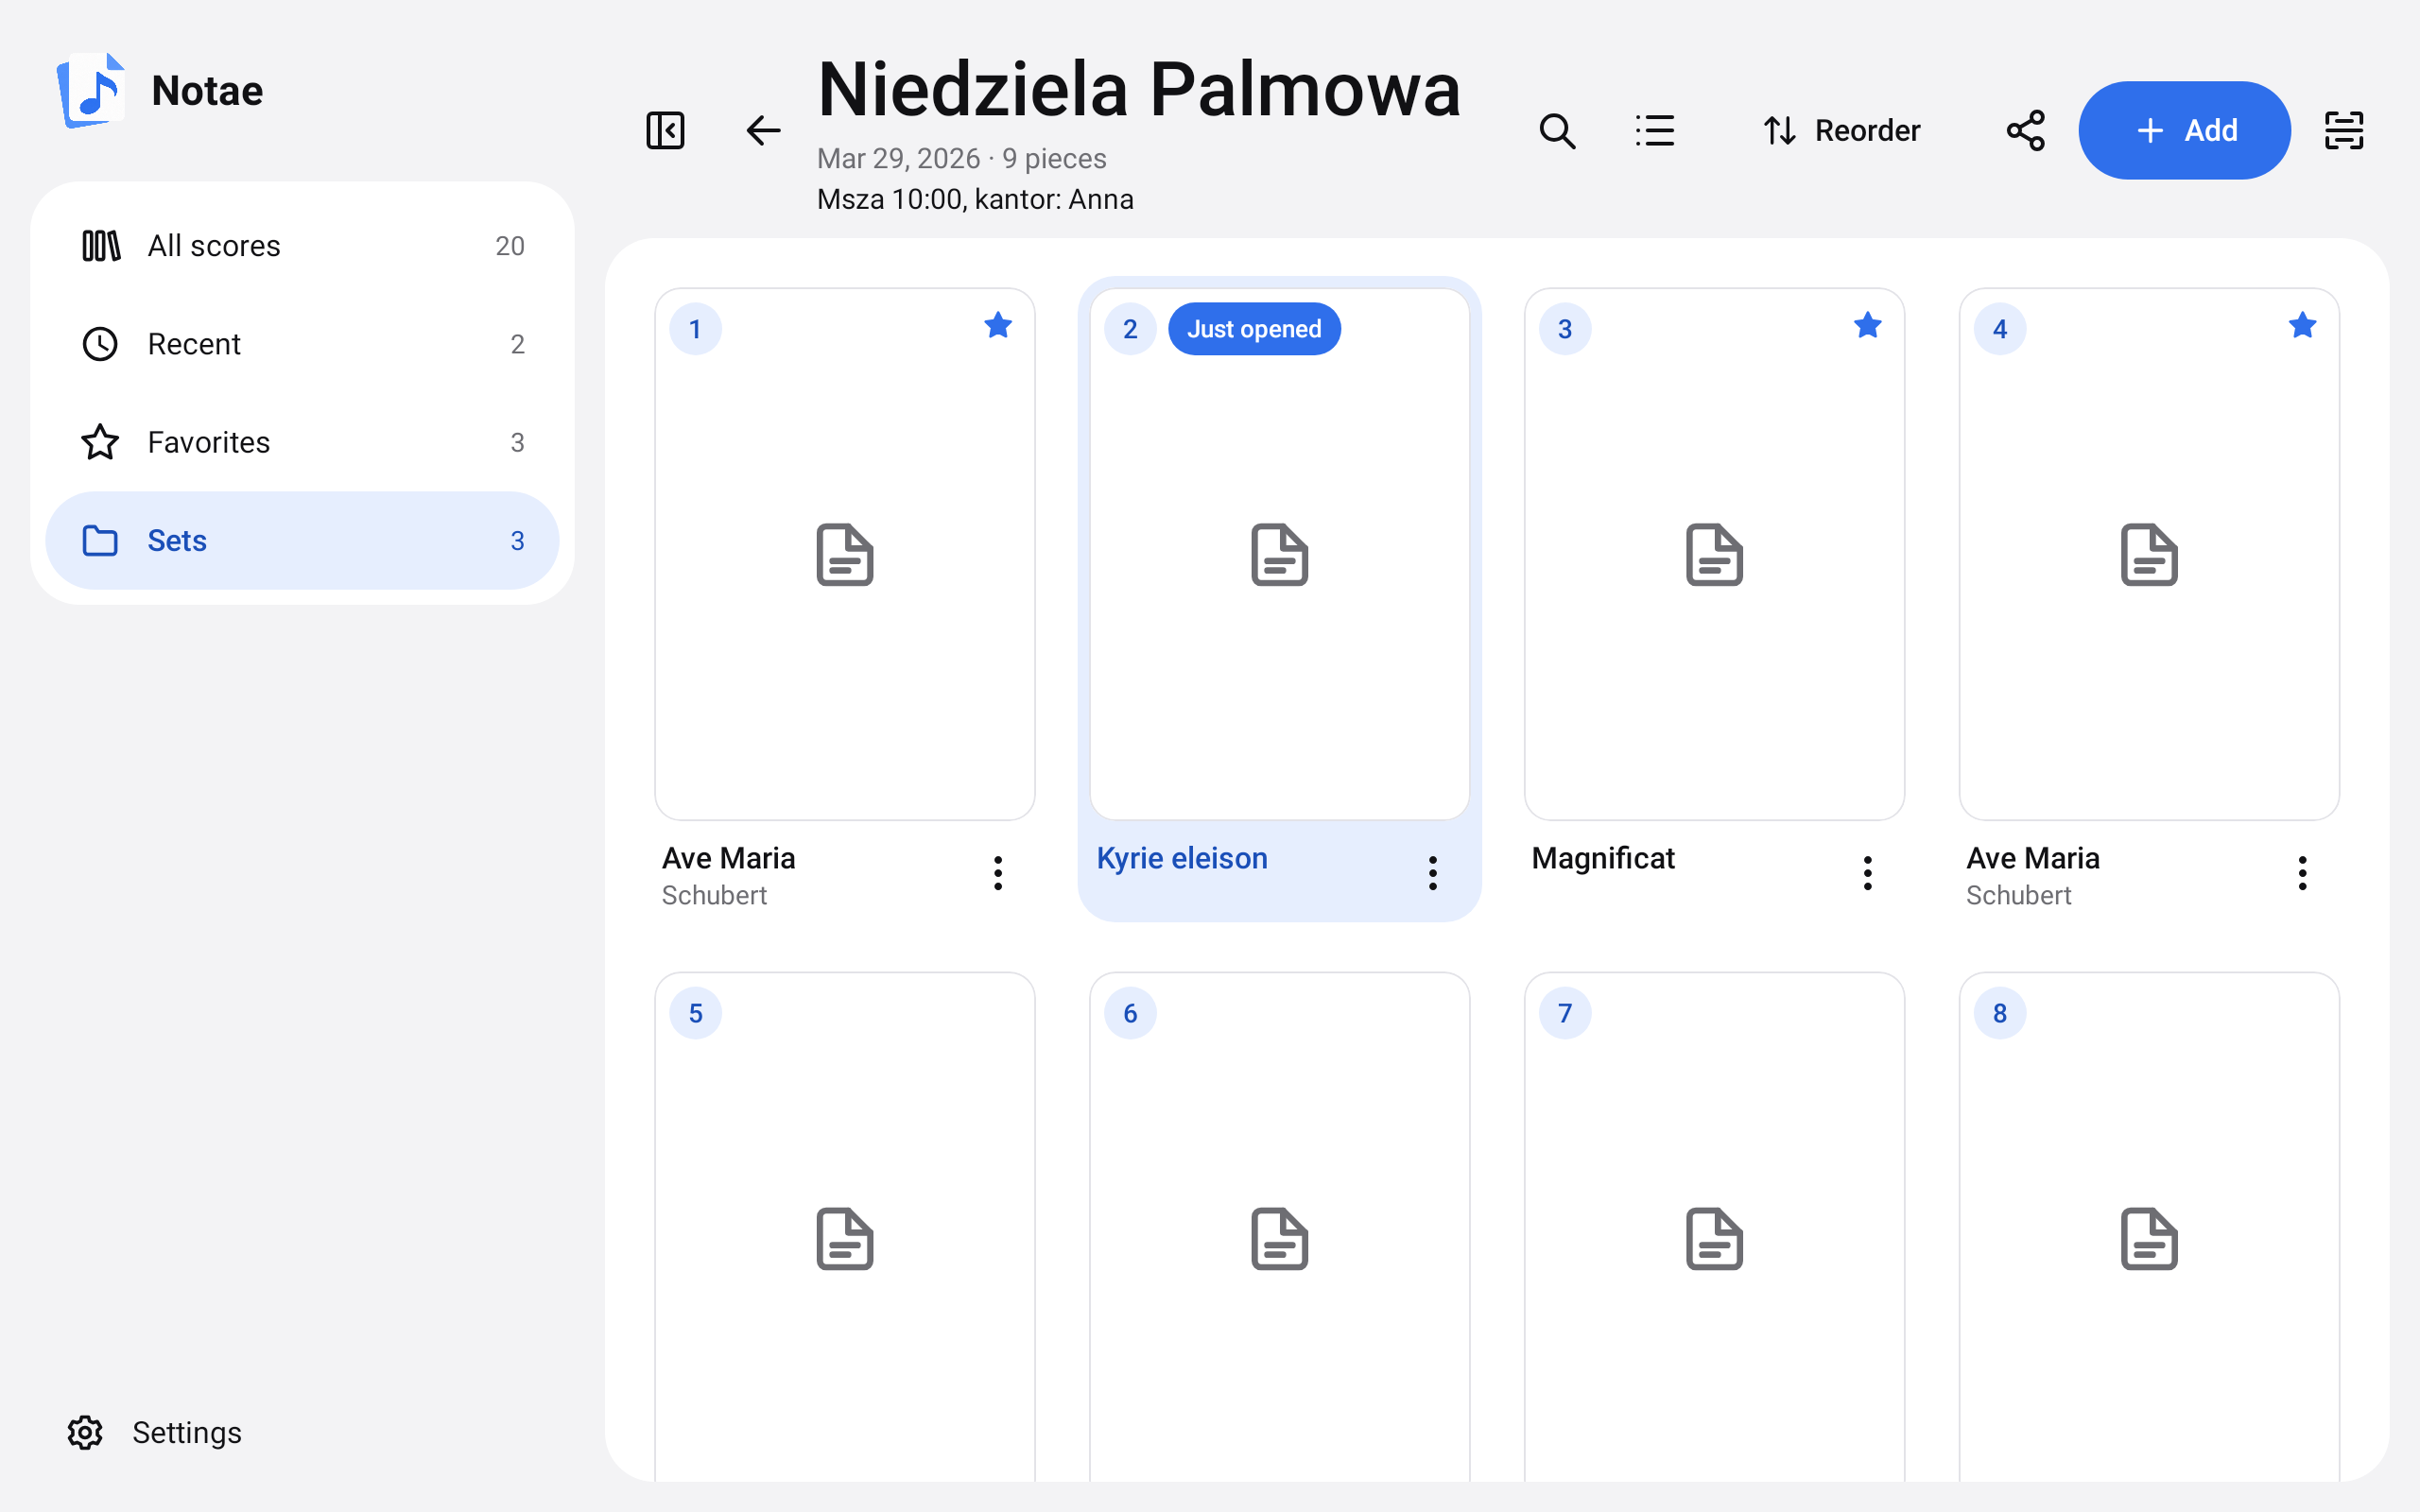 Notae
All scores 20
Recent 2
Favorites 3
Sets 3
Settings
Niedziela Palmowa
Mar 29, 2026 · 9 pieces
Msza 10:00, kantor: Anna
Reorder
Add
1
2 Just opened
3
4
Ave Maria
Schubert
Kyrie eleison
Magnificat
Ave Maria
Schubert
5
6
7
8